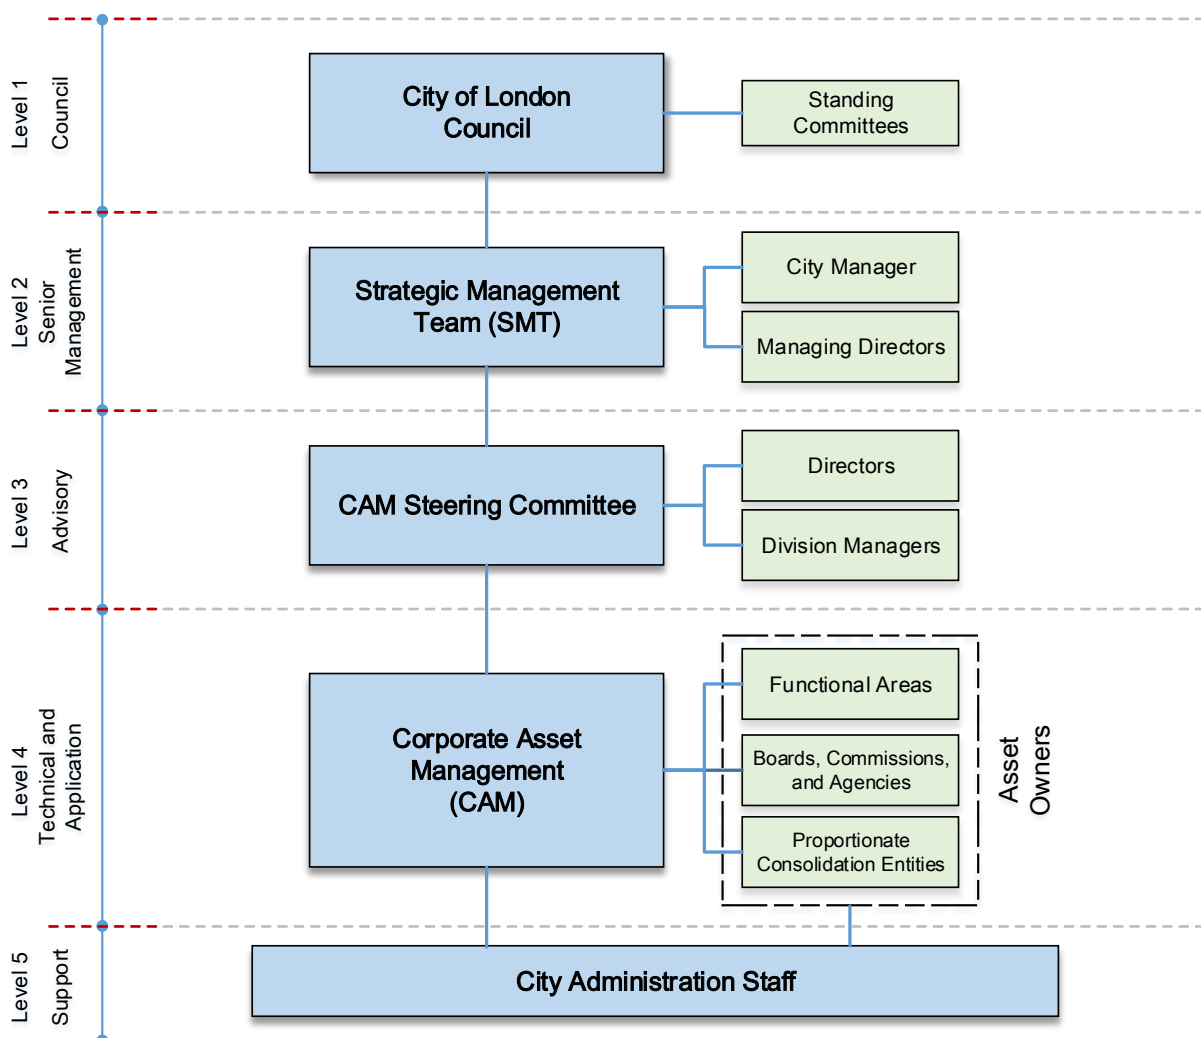 Level 1
Council
City of London
Council
Standing
Committees
Level 2
Senior
Management
Strategic Management
Team (SMT)
City Manager
Managing Directors
Level 3
Advisory
CAM Steering Committee
Directors
Division Managers
Level 4
Technical and
Application
Corporate Asset
Management
(CAM)
Functional Areas
Boards, Commissions,
and Agencies
Proportionate
Consolidation Entities
Asset
Owners
Level 5
Support
City Administration Staff